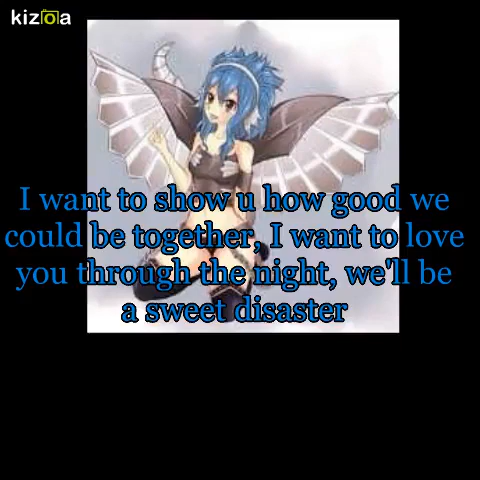 kizoa
I want to show u how good we
could be together, I want to love
you through the night, we'll be
a sweet disaster